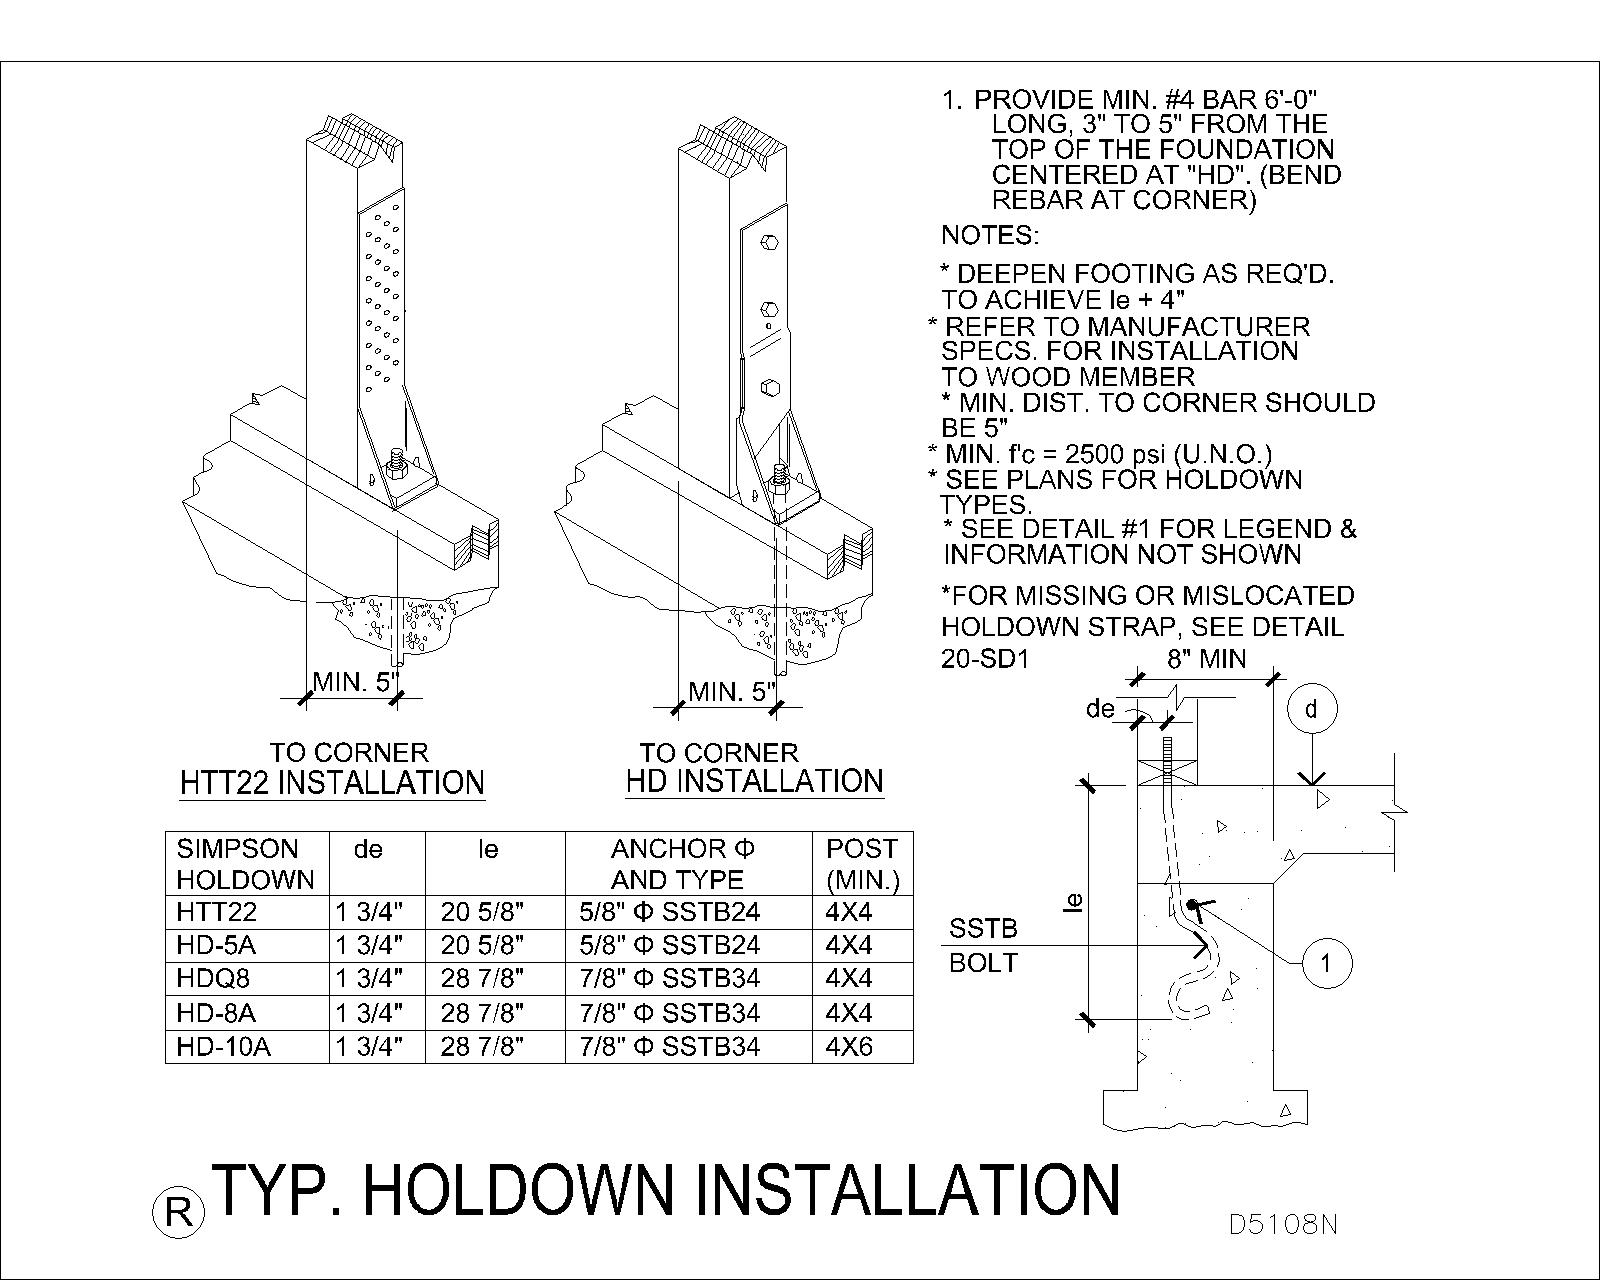 1. PROVIDE MIN. #4 BAR 6'-0"
LONG, 3" TO 5" FROM THE
TOP OF THE FOUNDATION
CENTERED AT "HD". (BEND
REBAR AT CORNER)
NOTES:
* DEEPEN FOOTING AS REQ'D.
TO ACHIEVE le + 4"
* REFER TO MANUFACTURER
SPECS. FOR INSTALLATION
TO WOOD MEMBER
* MIN. DIST. TO CORNER SHOULD
BE 5"
* MIN. f'c = 2500 psi (U.N.O.)
* SEE PLANS FOR HOLDOWN
TYPES.
* SEE DETAIL #1 FOR LEGEND &
INFORMATION NOT SHOWN
*FOR MISSING OR MISLOCATED
HOLDOWN STRAP, SEE DETAIL
20-SD1
8" MIN
de
d
le
SSTB
BOLT
1
MIN. 5"
TO CORNER
HTT22 INSTALLATION
MIN. 5"
TO CORNER
HD INSTALLATION
SIMPSON HOLDOWN de le ANCHOR Φ AND TYPE POST (MIN.)
HTT22 1 3/4" 20 5/8" 5/8" Φ SSTB24 4X4
HD-5A 1 3/4" 20 5/8" 5/8" Φ SSTB24 4X4
HDQ8 1 3/4" 28 7/8" 7/8" Φ SSTB34 4X4
HD-8A 1 3/4" 28 7/8" 7/8" Φ SSTB34 4X4
HD-10A 1 3/4" 28 7/8" 7/8" Φ SSTB34 4X6
R TYP. HOLDOWN INSTALLATION
D5108N